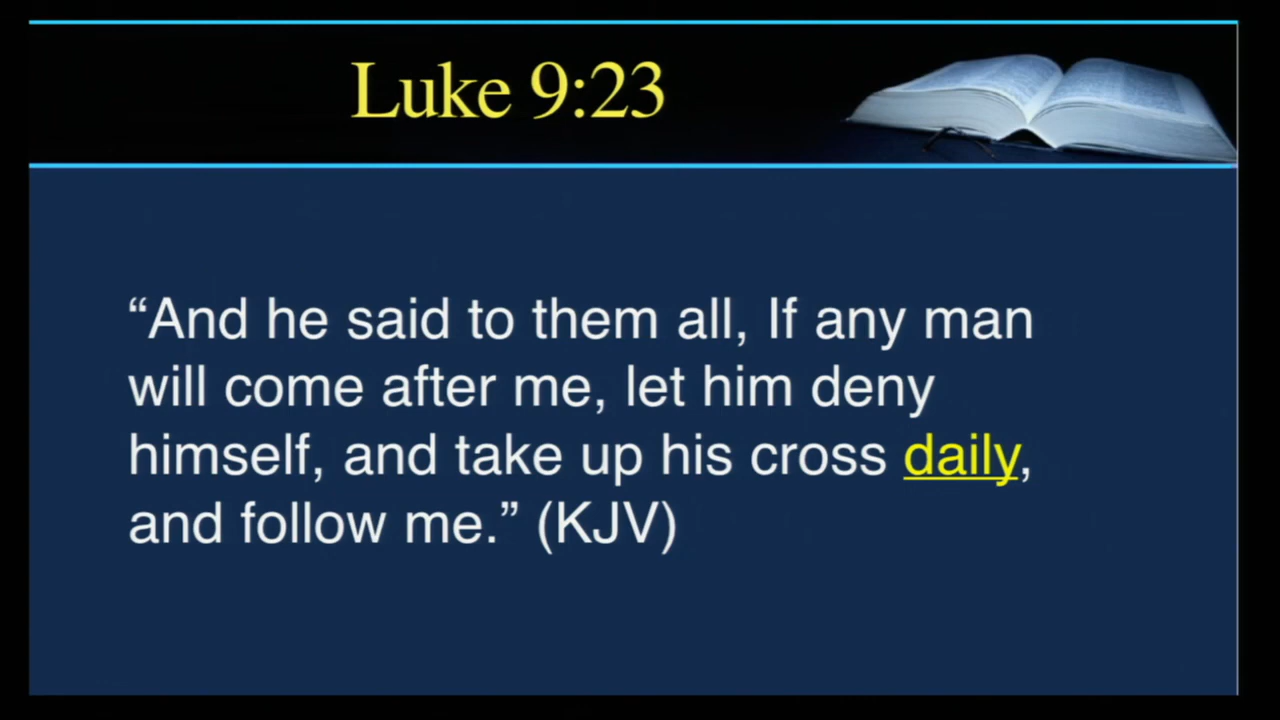 Luke 9:23
“And he said to them all, If any man
will come after me, let him deny
himself, and take up his cross daily,
and follow me.” (KJV)